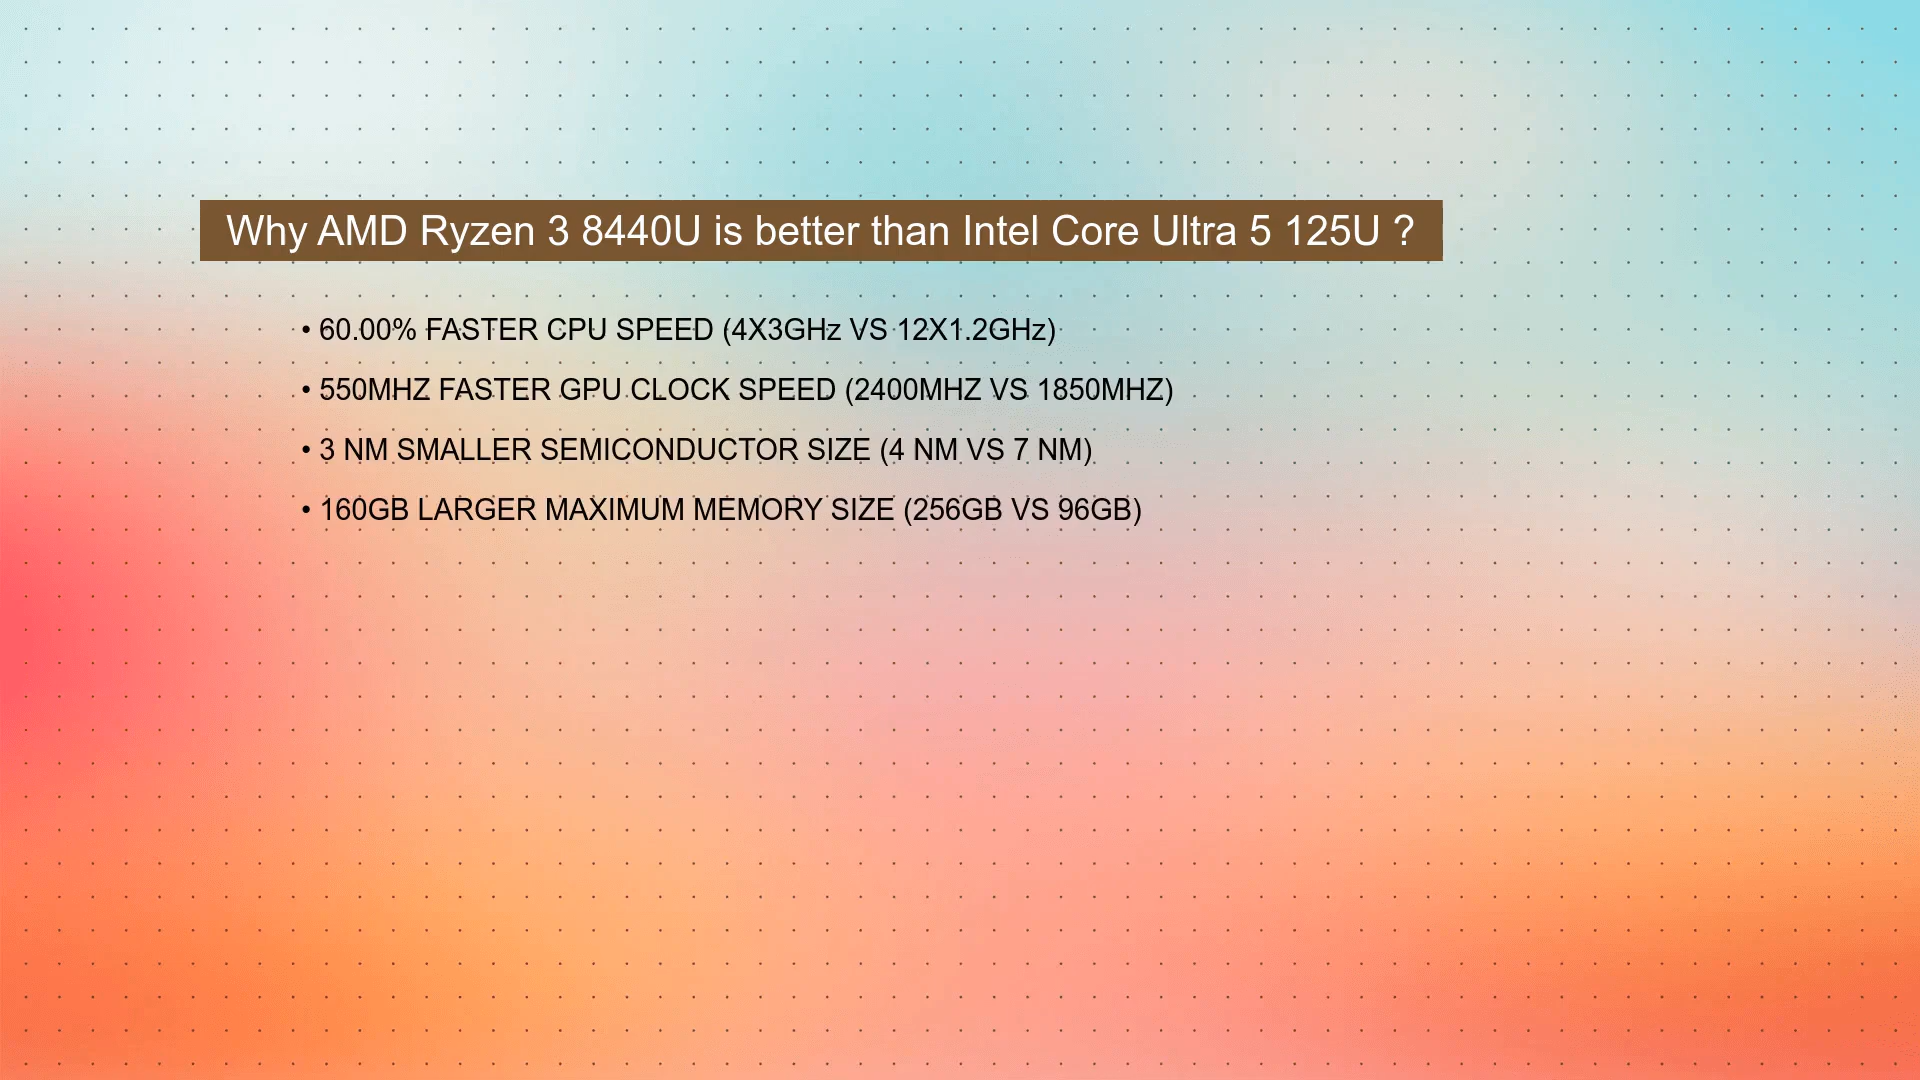 Why AMD Ryzen 3 8440U is better than Intel Core Ultra 5 125U ?
• 60.00% FASTER CPU SPEED (4X3GHz VS 12X1.2GHz)
• 550MHZ FASTER GPU CLOCK SPEED (2400MHZ VS 1850MHZ)
• 3 NM SMALLER SEMICONDUCTOR SIZE (4 NM VS 7 NM)
• 160GB LARGER MAXIMUM MEMORY SIZE (256GB VS 96GB)